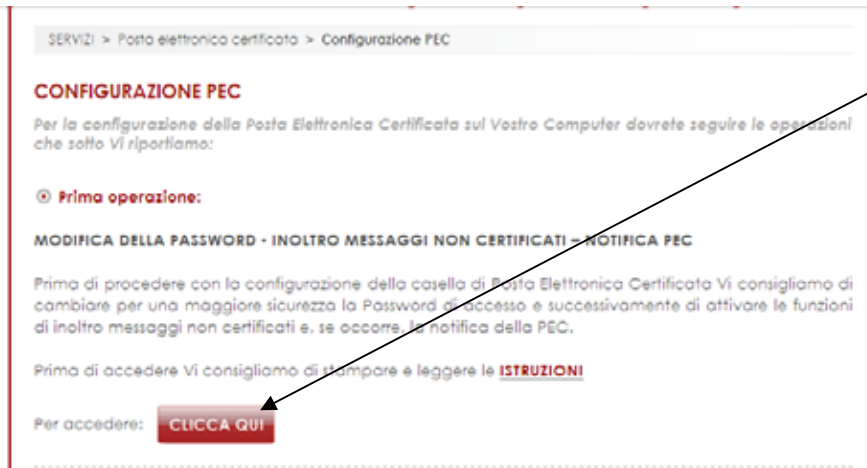 SERVIZI > Posta elettronica certificata > Configurazione PEC
CONFIGURAZIONE PEC
Per la configurazione della Posta Elettronica Certificata sul Vostro Computer dovrete seguire le operazioni
che sotto Vi riportiamo:
Prima operazione:
MODIFICA DELLA PASSWORD - INOLTRO MESSAGGI NON CERTIFICATI – NOTIFICA PEC
Prima di procedere con la configurazione della casella di Posta Elettronica Certificata Vi consigliamo di
cambiare per una maggiore sicurezza la Password di accesso e successivamente di attivare le funzioni
di inoltro messaggi non certificati e, se occorre, la notifica della PEC.
Prima di accedere Vi consigliamo di stampare e leggere le ISTRUZIONI
Per accedere: CLICCA QUI